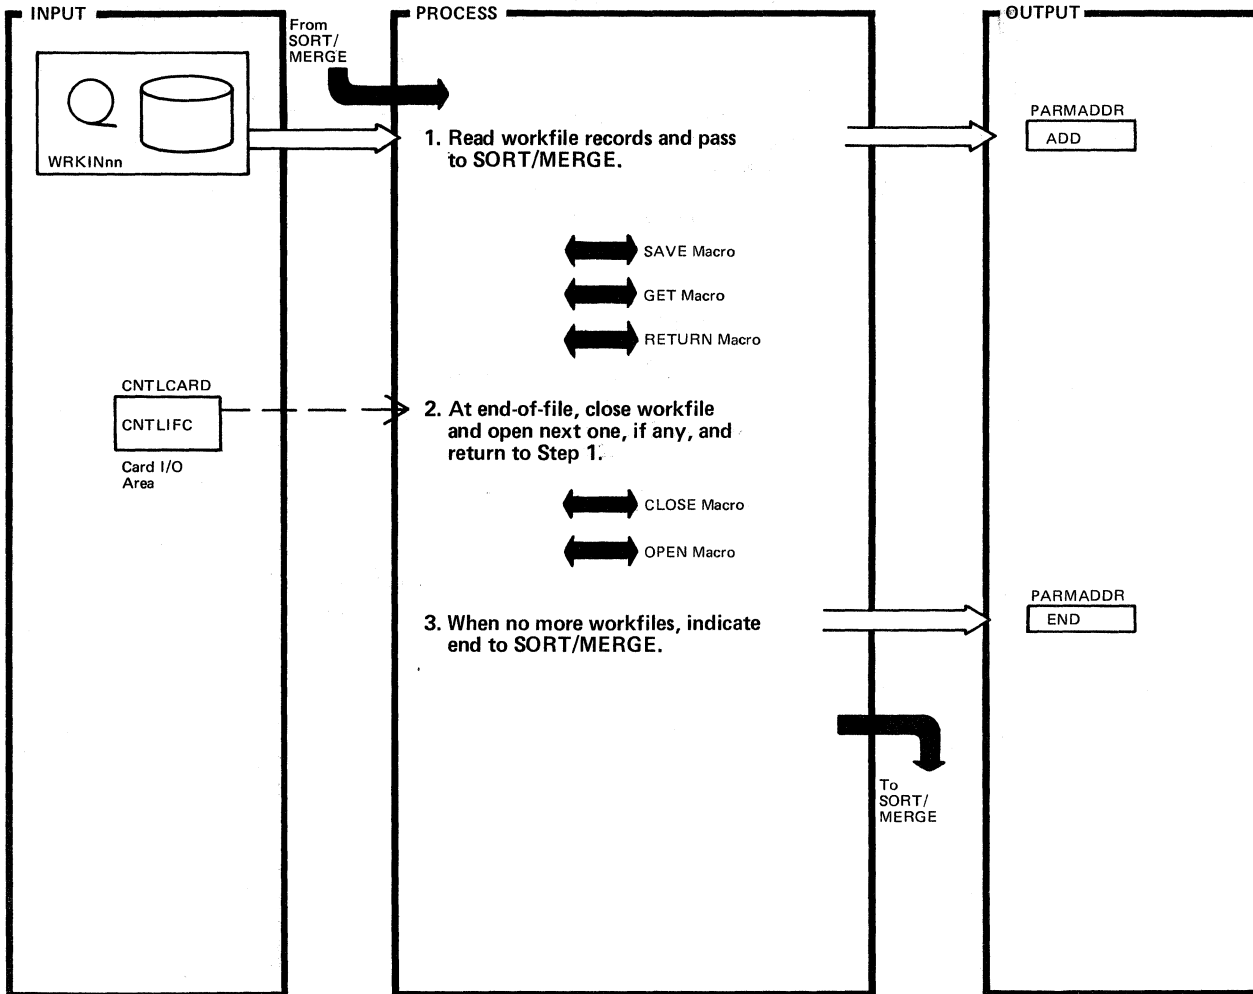 INPUT
PROCESS
OUTPUT
From
SORT/
MERGE
WRKINnn
1. Read workfile records and pass
to SORT/MERGE.
PARMADDR
ADD
SAVE Macro
GET Macro
RETURN Macro
CNTLCARD
CNTLIFC
Card I/O
Area
2. At end-of-file, close workfile
and open next one, if any, and
return to Step 1.
CLOSE Macro
OPEN Macro
3. When no more workfiles, indicate
end to SORT/MERGE.
PARMADDR
END
To
SORT/
MERGE